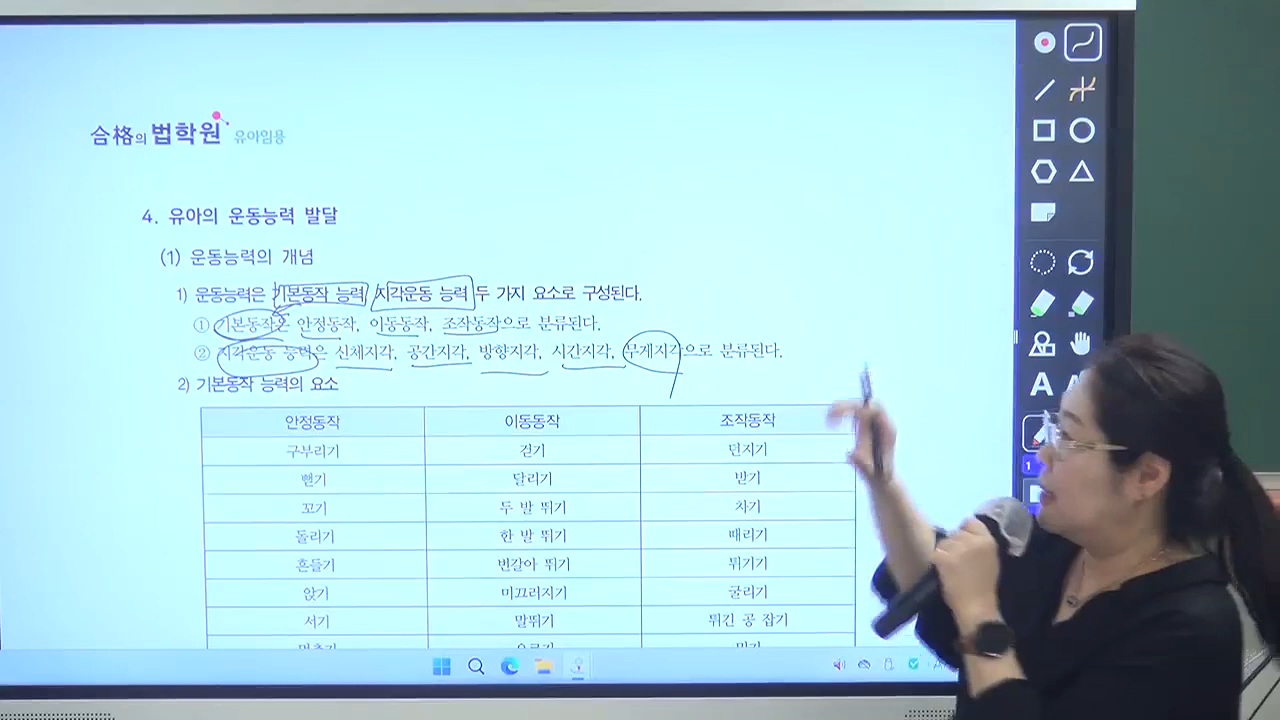 合格의 법학원 유아임용
4. 유아의 운동능력 발달
(1) 운동능력의 개념
1) 운동능력은 기본동작 능력 지각운동 능력 두 가지 요소로 구성된다.
① 기본동작은 안정동작, 이동동작, 조작동작으로 분류된다.
② 지각운동 능력은 신체지각, 공간지각, 방향지각, 시간지각, 무게지각으로 분류된다.
2) 기본동작 능력의 요소
안정동작 이동동작 조작동작
구부리기 걷기 던지기
뻗기 달리기 받기
꼬기 두 발 뛰기 차기
돌리기 한 발 뛰기 때리기
흔들기 번갈아 뛰기 튀기기
앉기 미끄러지기 굴리기
서기 말뛰기 튀긴 공 잡기
A
1